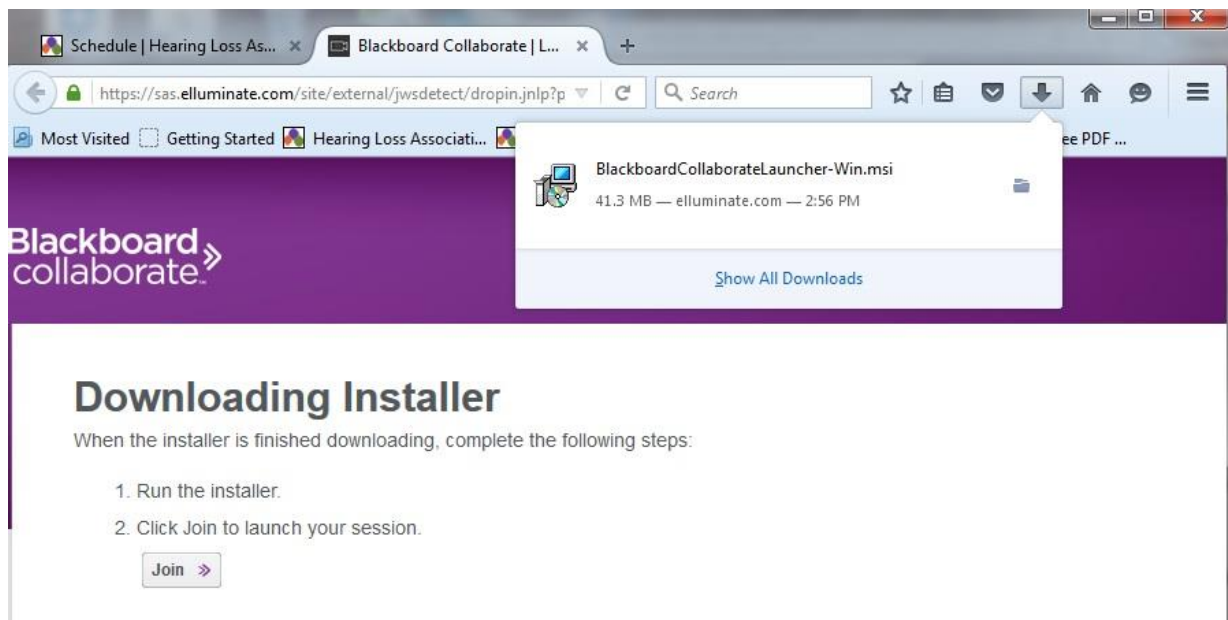 Schedule | Hearing Loss As...
Blackboard Collaborate | L...
https://sas.elluminate.com/site/external/jwsdetect/dropin.jnlp?p
Search
Most Visited
Getting Started
Hearing Loss Associati...
ee PDF ...
BlackboardCollaborateLauncher-Win.msi
41.3 MB — elluminate.com — 2:56 PM
Show All Downloads
Blackboard
collaborate™
Downloading Installer
When the installer is finished downloading, complete the following steps:
1. Run the installer.
2. Click Join to launch your session.
Join »